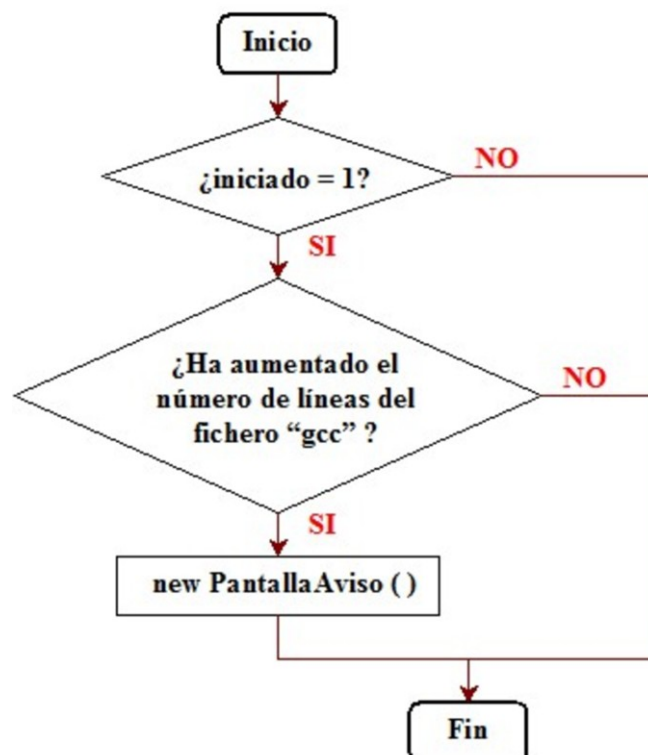 Inicio
¿iniciado = 1?
NO
SI
¿Ha aumentado el
número de líneas del
fichero “gcc” ?
NO
SI
new PantallaAviso ( )
Fin